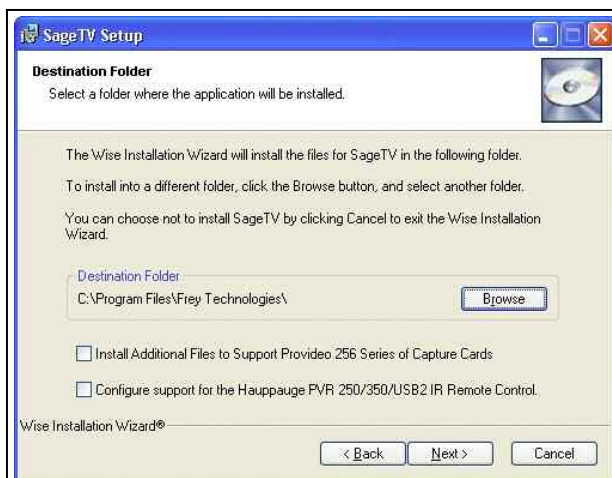 SageTV Setup
Destination Folder
Select a folder where the application will be installed.
The Wise Installation Wizard will install the files for SageTV in the following folder.
To install into a different folder, click the Browse button, and select another folder.
You can choose not to install SageTV by clicking Cancel to exit the Wise Installation
Wizard.
Destination Folder
C:\Program Files\Frey Technologies\
Browse
Install Additional Files to Support Provideo 256 Series of Capture Cards
Configure support for the Hauppauge PVR 250/350/USB2 IR Remote Control.
Wise Installation Wizard®
< Back
Next >
Cancel